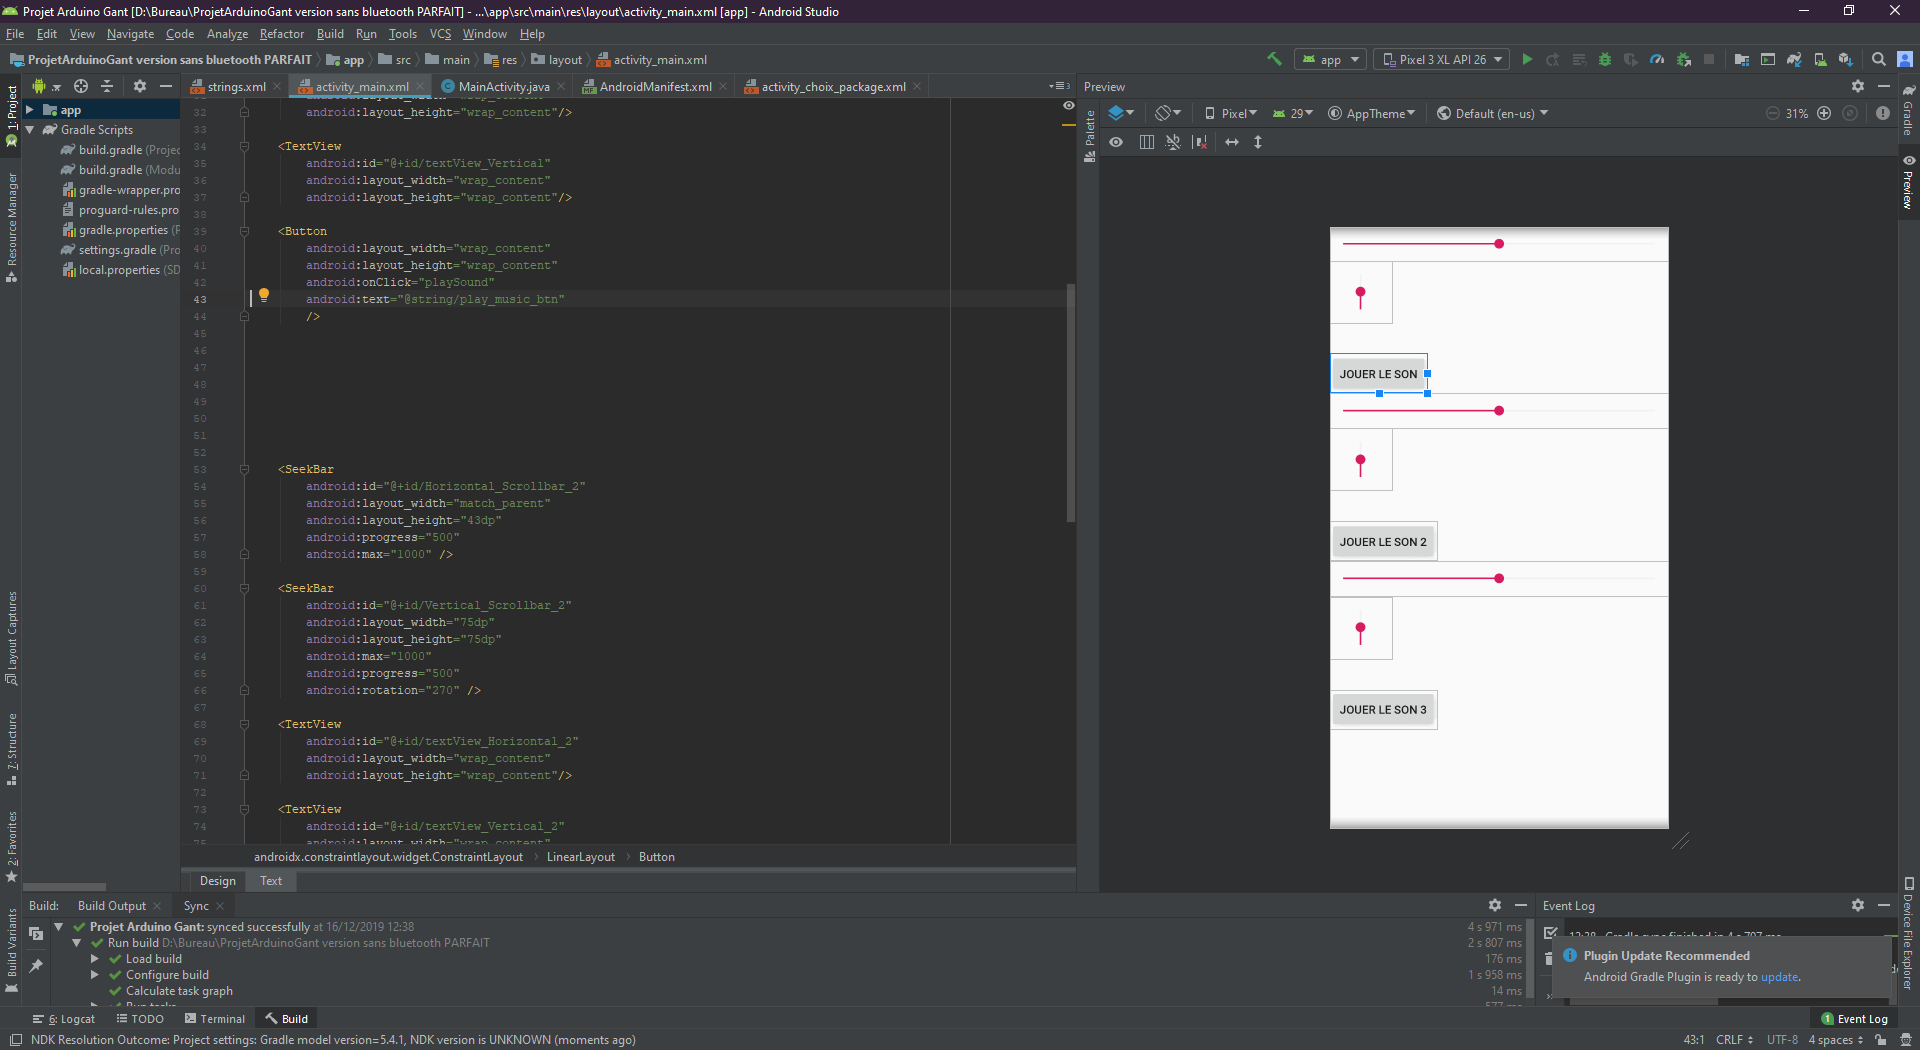 Projet Arduino Gant [D:\Bureau\ProjetArduinoGant version sans bluetooth PARFAIT] - ...\app\src\main\res\layout\activity_main.xml [app] - Android Studio
File Edit View Navigate Code Analyze Refactor Build Run Tools VCS Window Help
ProjetArduinoGant version sans bluetooth PARFAIT app src main res layout activity_main.xml app Pixel 3 XL API 26
strings.xml activity_main.xml MainActivity.java AndroidManifest.xml activity_choix_package.xml Preview
1: Project
Resource Manager
Layout Captures
7: Structure
2: Favorites
Build Variants
app
Gradle Scripts
build.gradle (Projec
build.gradle (Modu
gradle-wrapper.pro
proguard-rules.pro
gradle.properties (P
settings.gradle (Pro
local.properties (SD
32 android:layout_height="wrap_content"/>
33
34 <TextView
35 android:id="@+id/textView_Vertical"
36 android:layout_width="wrap_content"
37 android:layout_height="wrap_content"/>
38
39 <Button
40 android:layout_width="wrap_content"
41 android:layout_height="wrap_content"
42 android:onClick="playSound"
43 android:text="@string/play_music_btn"
44 />
45
46
47
48
49
50
51
52
53 <SeekBar
54 android:id="@+id/Horizontal_Scrollbar_2"
55 android:layout_width="match_parent"
56 android:layout_height="43dp"
57 android:progress="500"
58 android:max="1000" />
59
60 <SeekBar
61 android:id="@+id/Vertical_Scrollbar_2"
62 android:layout_width="75dp"
63 android:layout_height="75dp"
64 android:max="1000"
65 android:progress="500"
66 android:rotation="270" />
67
68 <TextView
69 android:id="@+id/textView_Horizontal_2"
70 android:layout_width="wrap_content"
71 android:layout_height="wrap_content"/>
72
73 <TextView
74 android:id="@+id/textView_Vertical_2"
androidx.constraintlayout.widget.ConstraintLayout › LinearLayout › Button
Design Text
Palette
Pixel 29 AppTheme Default (en-us) 31%
JOUER LE SON
JOUER LE SON 2
JOUER LE SON 3
Gradle
Preview
Device File Explorer
Build: Build Output Sync
Projet Arduino Gant: synced successfully at 16/12/2019 12:38 4 s 971 ms
Run build D:\Bureau\ProjetArduinoGant version sans bluetooth PARFAIT 2 s 807 ms
Load build 176 ms
Configure build 1 s 958 ms
Calculate task graph 14 ms
Run tasks 577 ms
Event Log
12:38 Gradle sync finished in 4 s 797 ms
Plugin Update Recommended
Android Gradle Plugin is ready to update.
6: Logcat TODO Terminal Build 1 Event Log
NDK Resolution Outcome: Project settings: Gradle model version=5.4.1, NDK version is UNKNOWN (moments ago) 43:1 CRLF UTF-8 4 spaces